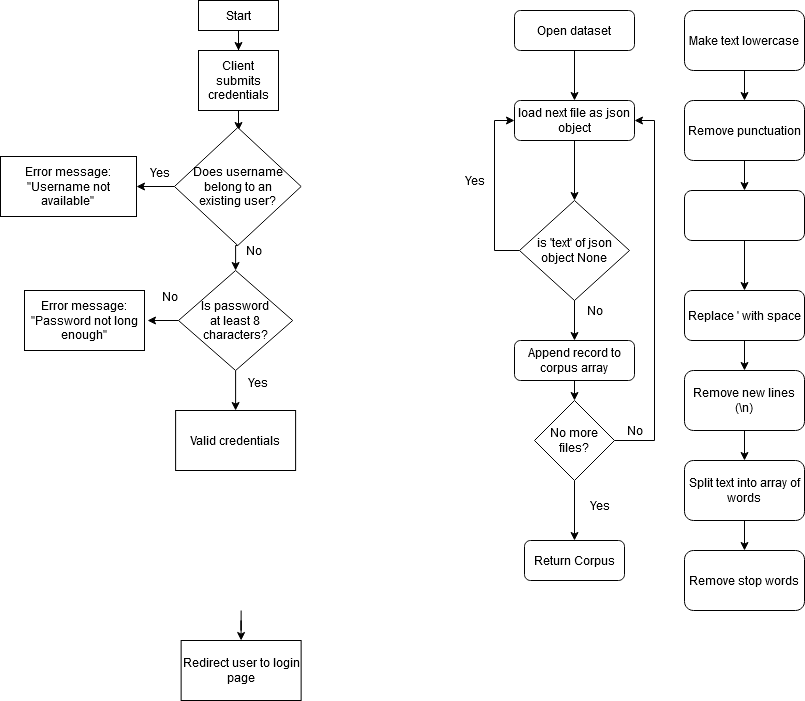 Start
Client
submits
credentials
Does username
belong to an
existing user?
Yes
Error message:
"Username not
available"
No
Is password
at least 8
characters?
No
Error message:
"Password not long
enough"
Yes
Valid credentials
Redirect user to login
page
Open dataset
load next file as json
object
Yes
is 'text' of json
object None
No
Append record to
corpus array
No more
files?
No
Yes
Return Corpus
Make text lowercase
Remove punctuation
Replace ' with space
Remove new lines
(\n)
Split text into array of
words
Remove stop words